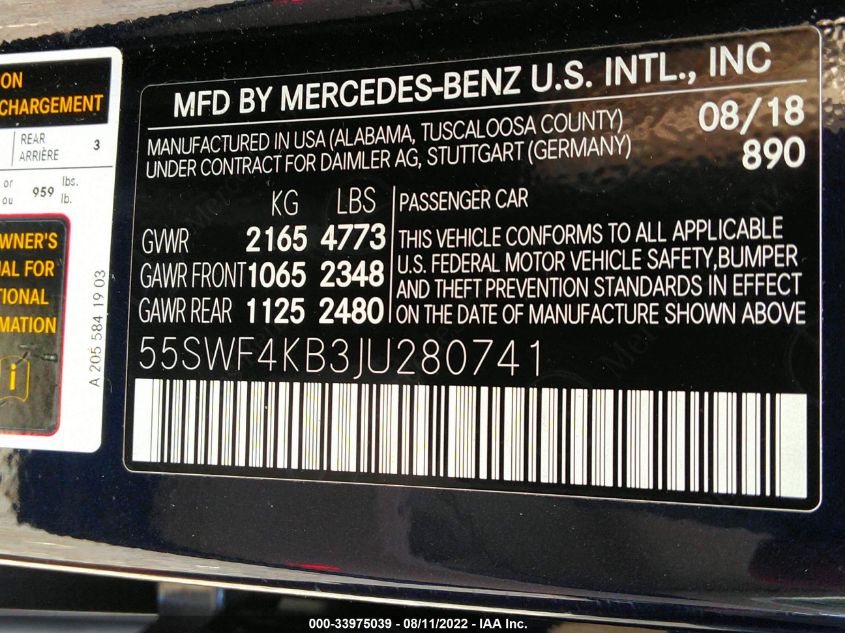 ON
CHARGEMENT
REAR
ARRIÈRE
3
or
ou
959
lbs.
lb.
WNER'S
UAL FOR
TIONAL
RMATION
i
A 205 584 19 03
MFD BY MERCEDES-BENZ U.S. INTL., INC
MANUFACTURED IN USA (ALABAMA, TUSCALOOSA COUNTY) 08/18
UNDER CONTRACT FOR DAIMLER AG, STUTTGART (GERMANY) 890
KG LBS
GVWR 2165 4773
GAWR FRONT 1065 2348
GAWR REAR 1125 2480
PASSENGER CAR
THIS VEHICLE CONFORMS TO ALL APPLICABLE
U.S. FEDERAL MOTOR VEHICLE SAFETY,BUMPER
AND THEFT PREVENTION STANDARDS IN EFFECT
ON THE DATE OF MANUFACTURE SHOWN ABOVE
55SWF4KB3JU280741
000-33975039 - 08/11/2022 - IAA Inc.